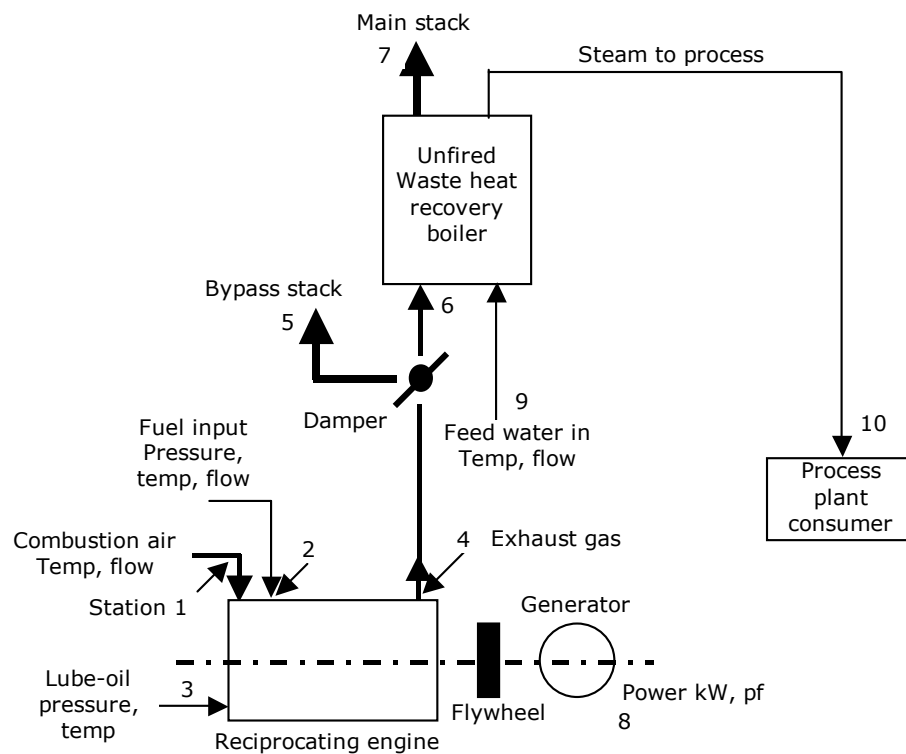 Main stack
7
Steam to process
Unfired
Waste heat
recovery
boiler
Bypass stack
5
6
Damper
9
Feed water in
Temp, flow
10
Process
plant
consumer
Fuel input
Pressure,
temp, flow
Combustion air
Temp, flow
2
4
Exhaust gas
Station 1
Generator
Lube-oil
pressure,
temp
3
Flywheel
Power kW, pf
8
Reciprocating engine